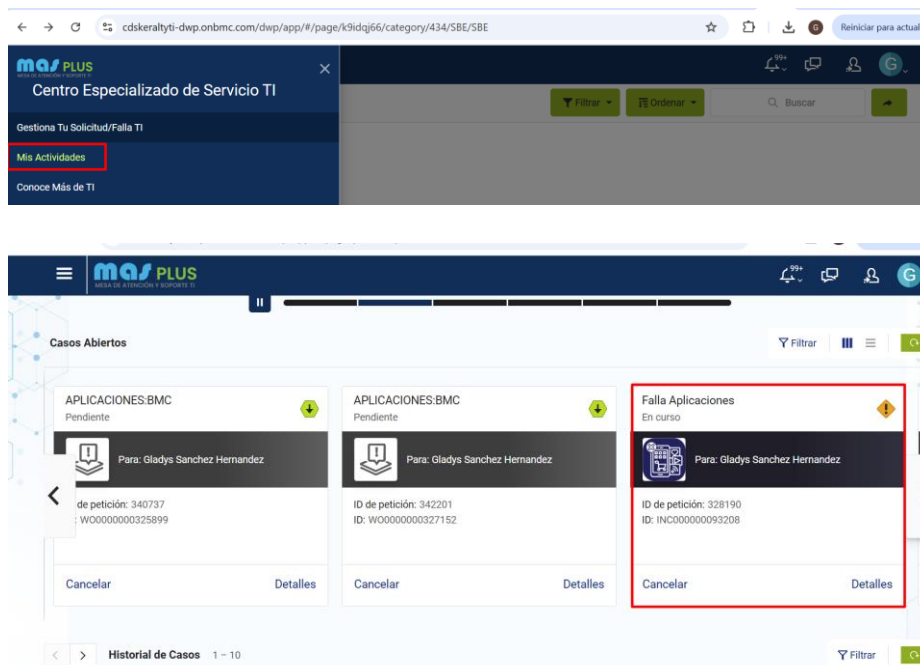 cdskeraltyti-dwp.onbmc.com/dwp/app/#/page/k9idqj66/category/434/SBE/SBE
G
Reiniciar para actual
mas PLUS
MESA DE ATENCIÓN Y SOPORTE TI
Centro Especializado de Servicio TI
99+
G
Filtrar
Ordenar
Buscar
Gestiona Tu Solicitud/Falla TI
Mis Actividades
Conoce Más de TI
mas PLUS
MESA DE ATENCIÓN Y SOPORTE TI
99+
G
Casos Abiertos
Filtrar
APLICACIONES:BMC
Pendiente
Para: Gladys Sanchez Hernandez
de petición: 340737
: WO0000000325899
Cancelar Detalles
APLICACIONES:BMC
Pendiente
Para: Gladys Sanchez Hernandez
ID de petición: 342201
ID: WO0000000327152
Cancelar Detalles
Falla Aplicaciones
En curso
Para: Gladys Sanchez Hernandez
ID de petición: 328190
ID: INC000000093208
Cancelar Detalles
Historial de Casos 1 – 10
Filtrar